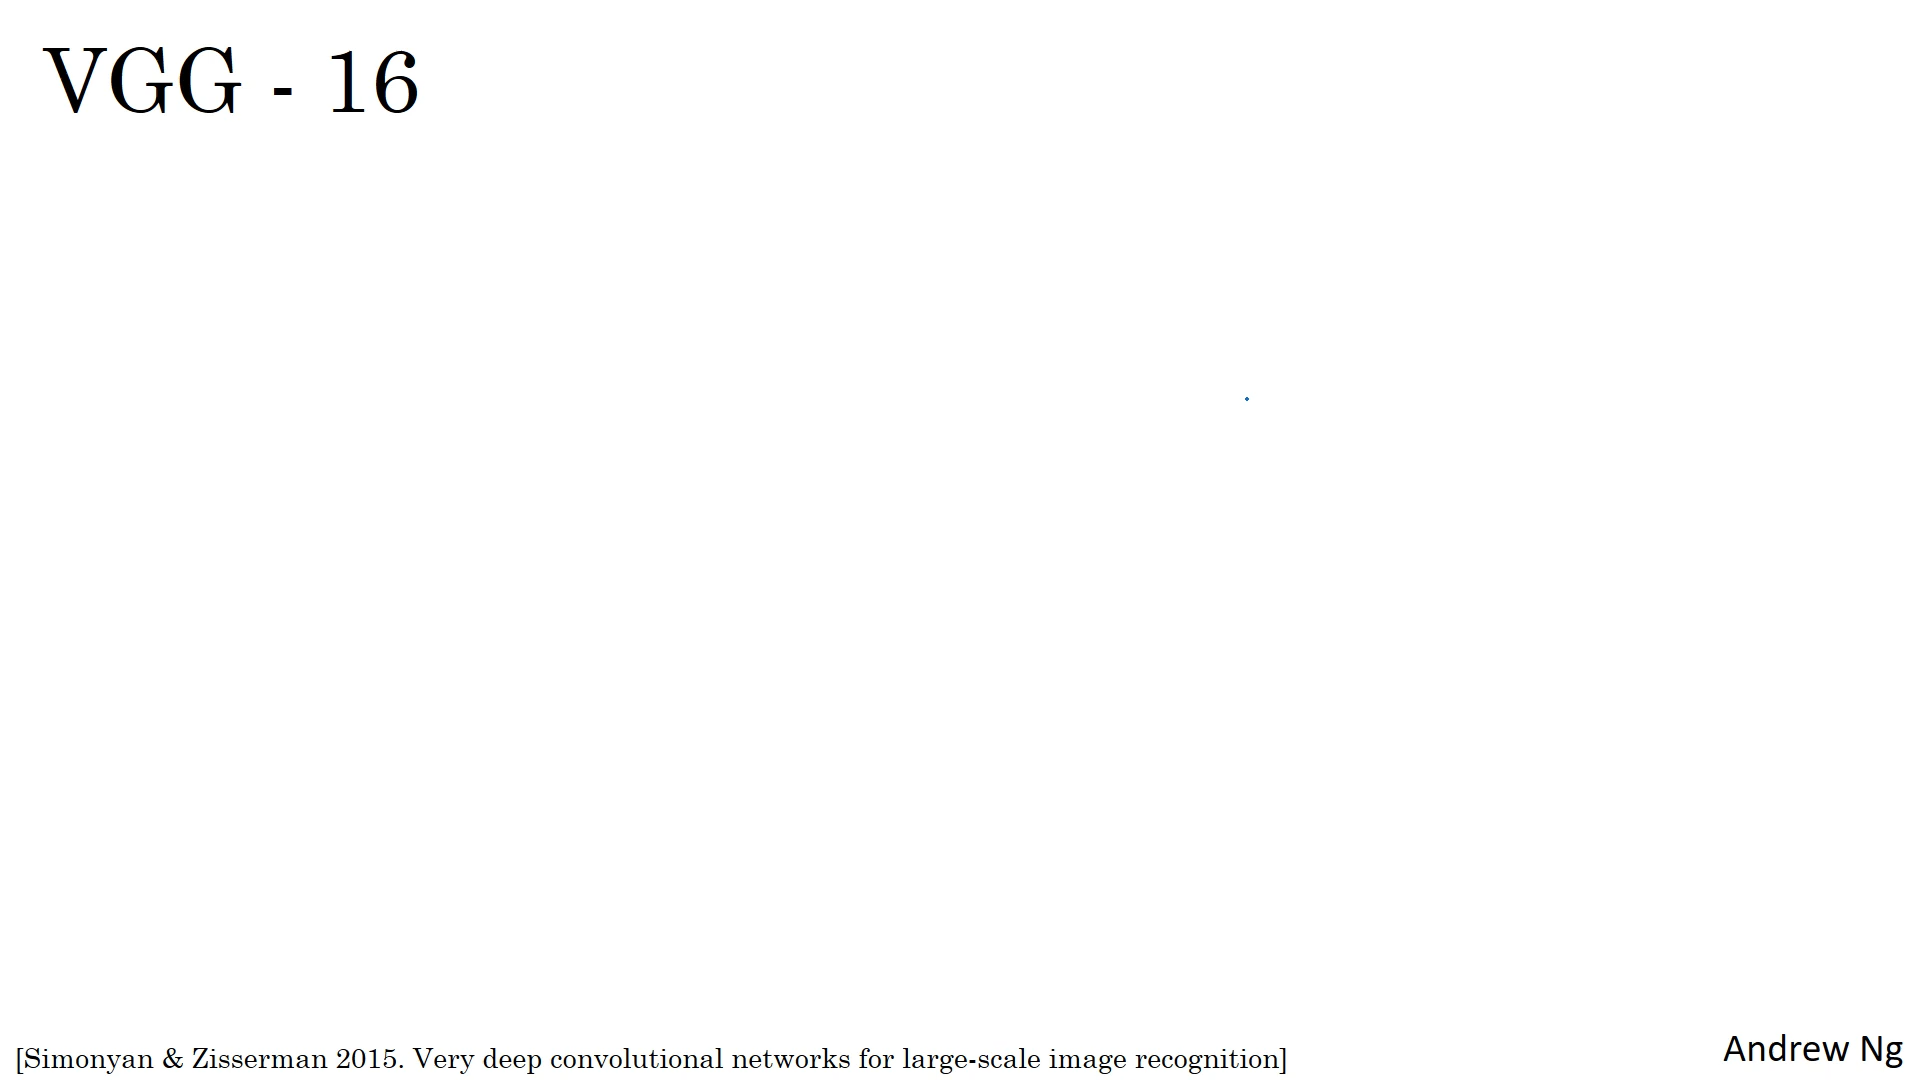 VGG - 16
[Simonyan & Zisserman 2015. Very deep convolutional networks for large-scale image recognition]
Andrew Ng